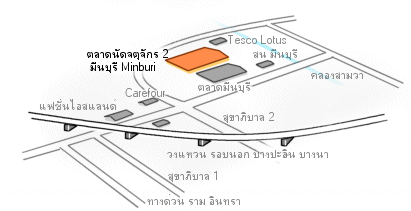 Tesco Lotus
ตลาดนัดจตุจักร 2
มีนบุรี Minburi
สน มีนบุรี
คลองสามวา
ตลาดมีนบุรี
Carefour
แฟชั่นไอส์แลนด์
สุขาภิบาล 2
วงแหวน รอบนอก บางปะอิน บางนา
สุขาภิบาล 1
ทางด่วน ราม อินทรา